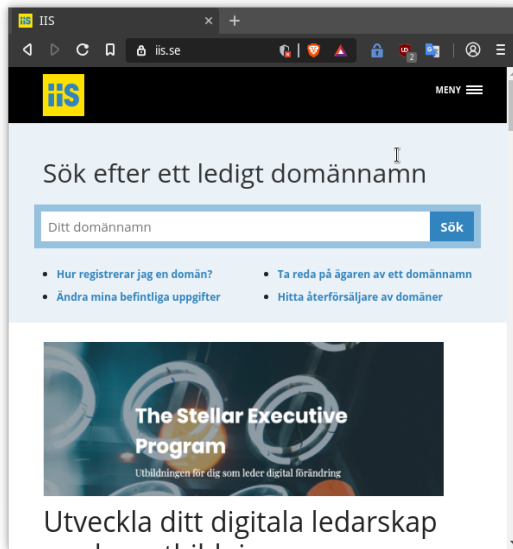 IIS
iis.se
2
iis
MENY
Sök efter ett ledigt domännamn
Ditt domännamn
Sök
Hur registrerar jag en domän?
Ta reda på ägaren av ett domännamn
Ändra mina befintliga uppgifter
Hitta återförsäljare av domäner
The Stellar Executive
Program
Utbildningen för dig som leder digital förändring
Utveckla ditt digitala ledarskap